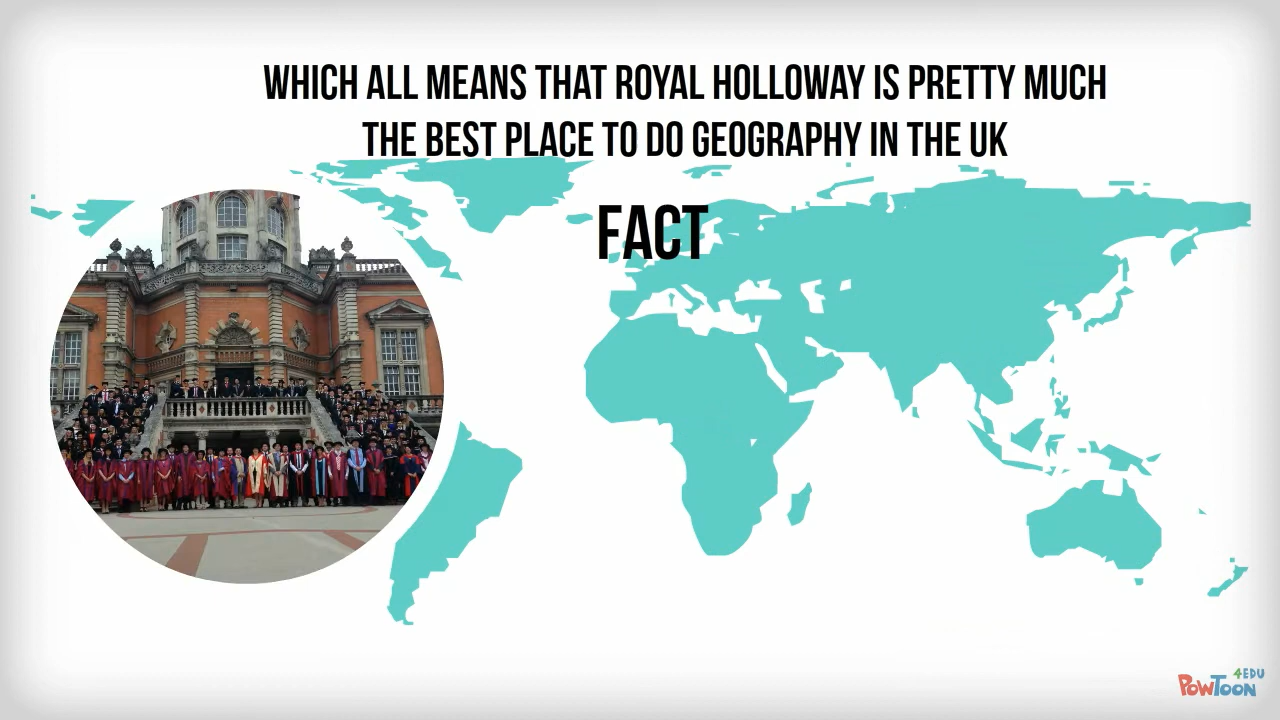 WHICH ALL MEANS THAT ROYAL HOLLOWAY IS PRETTY MUCH
THE BEST PLACE TO DO GEOGRAPHY IN THE UK
FACT
4EDU
POWTOON